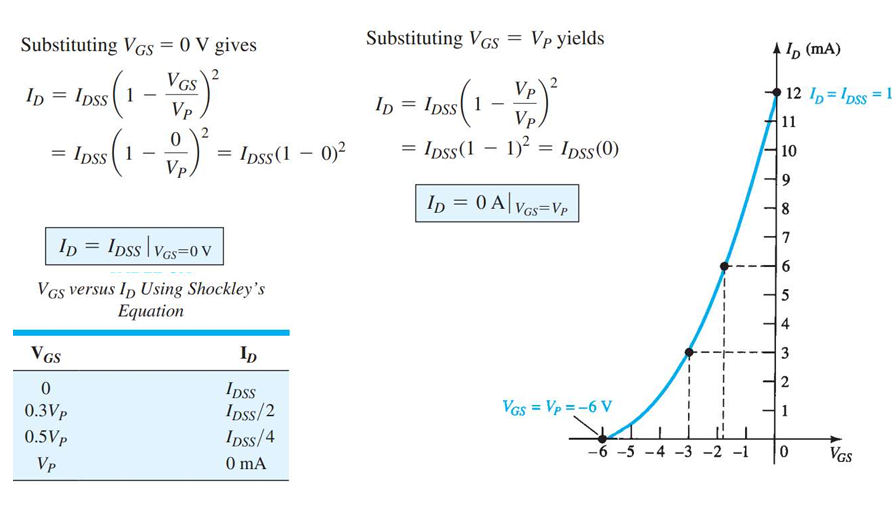 Substituting V_GS = 0 V gives
I_D = I_DSS(1 − V_GS/V_P)²
= I_DSS(1 − 0/V_P)² = I_DSS(1 − 0)²
I_D = I_DSS|V_GS=0 V
V_GS versus I_D Using Shockley's
Equation
V_GS I_D
0 I_DSS
0.3V_P I_DSS/2
0.5V_P I_DSS/4
V_P 0 mA
Substituting V_GS = V_P yields
I_D = I_DSS(1 − V_P/V_P)²
= I_DSS(1 − 1)² = I_DSS(0)
I_D = 0 A|V_GS=V_P
I_D (mA)
12 I_D = I_DSS = 1
11
10
9
8
7
6
5
4
3
2
1
V_GS = V_P = −6 V
−6 −5 −4 −3 −2 −1 0 V_GS